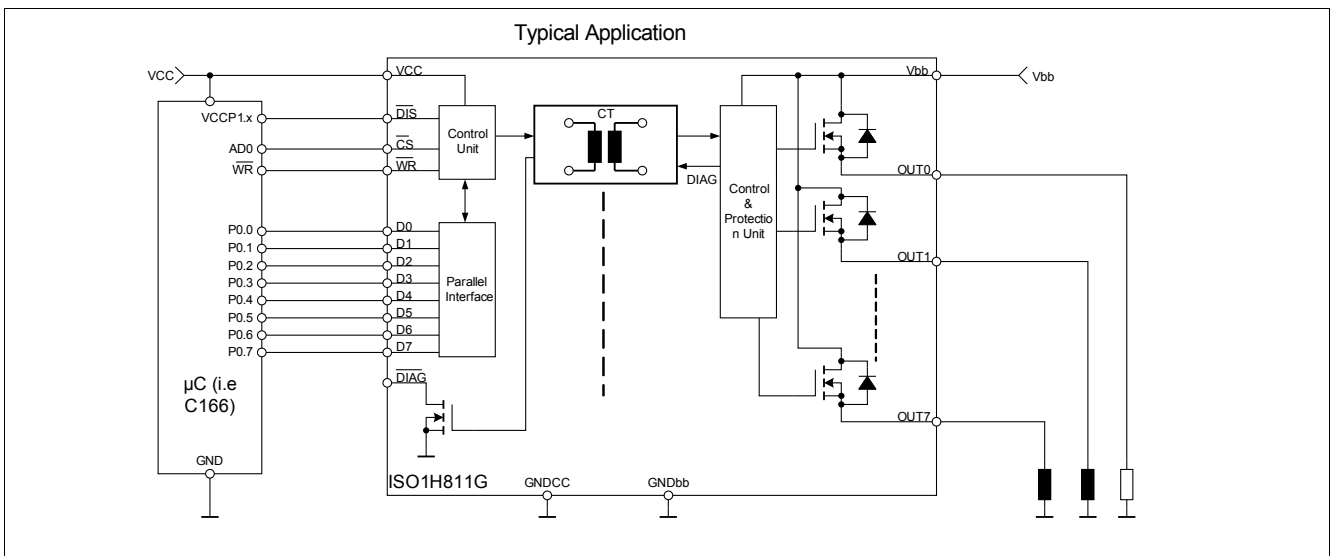 Typical Application
VCC
VCC
Vbb
Vbb
VCCP1.x
DIS
CT
AD0
CS
Control
Unit
WR
WR
DIAG
OUT0
Control
&
Protectio
n Unit
P0.0
D0
P0.1
D1
OUT1
P0.2
D2
P0.3
D3
Parallel
Interface
P0.4
D4
P0.5
D5
P0.6
D6
P0.7
D7
DIAG
µC (i.e
C166)
OUT7
GND
ISO1H811G
GNDCC
GNDbb